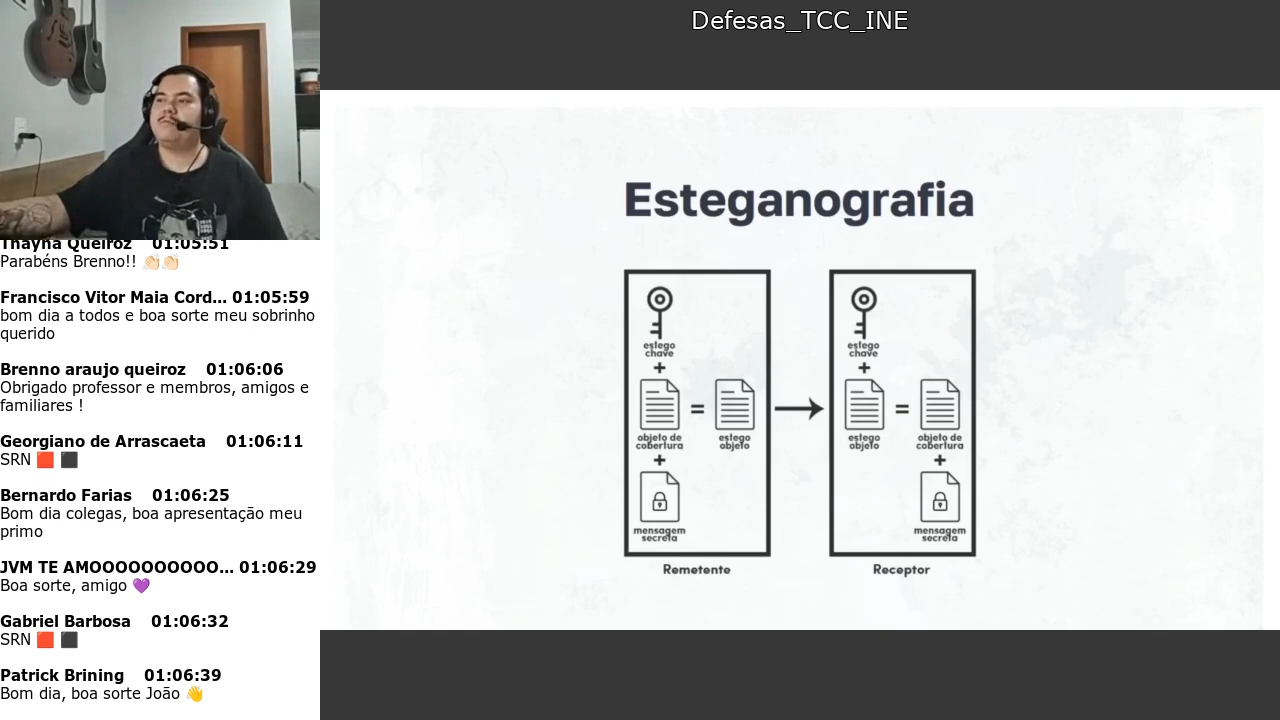 Defesas_TCC_INE
Thayna Queiroz 01:05:51
Parabéns Brenno!! 👏🏻👏🏻
Francisco Vitor Maia Cord... 01:05:59
bom dia a todos e boa sorte meu sobrinho
querido
Brenno araujo queiroz 01:06:06
Obrigado professor e membros, amigos e
familiares !
Georgiano de Arrascaeta 01:06:11
SRN 🟥 ⬛
Bernardo Farias 01:06:25
Bom dia colegas, boa apresentação meu
primo
JVM TE AMOOOOOOOOOO... 01:06:29
Boa sorte, amigo 💜
Gabriel Barbosa 01:06:32
SRN 🟥 ⬛
Patrick Brining 01:06:39
Bom dia, boa sorte João 👋
Esteganografia
estego
chave
+
objeto de
cobertura
=
estego
objeto
+
mensagem
secreta
Remetente
estego
chave
+
estego
objeto
=
objeto de
cobertura
+
mensagem
secreta
Receptor